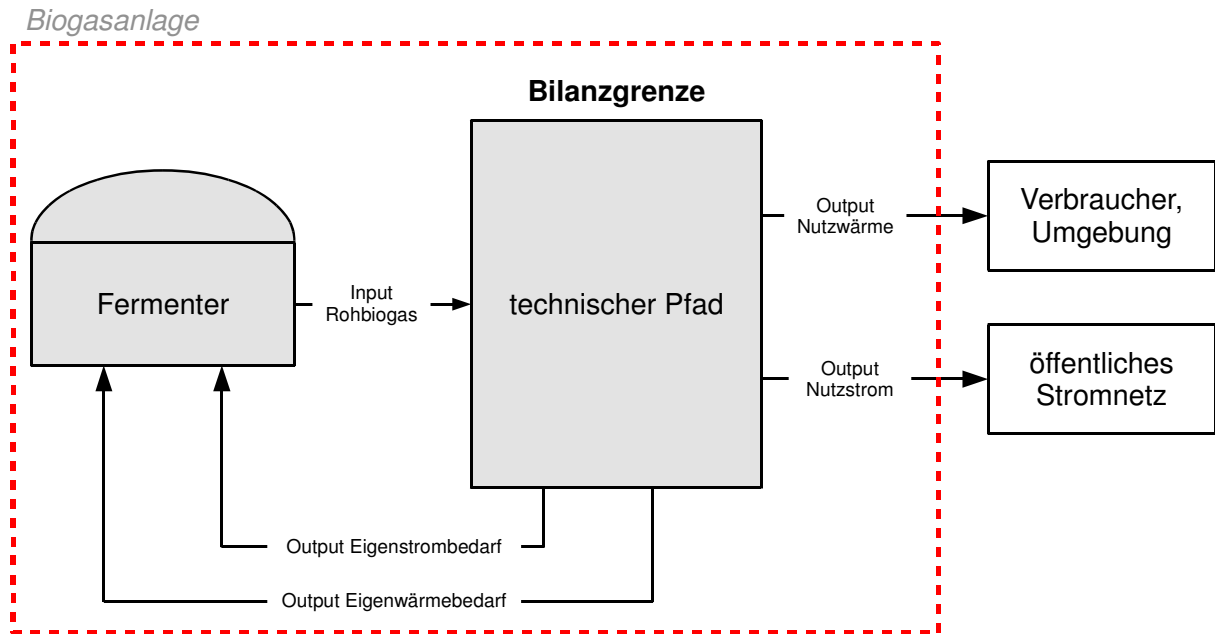 Biogasanlage
Bilanzgrenze
Fermenter
Input
Rohbiogas
technischer Pfad
Output
Nutzwärme
Verbraucher,
Umgebung
Output
Nutzstrom
öffentliches
Stromnetz
Output Eigenstrombedarf
Output Eigenwärmebedarf